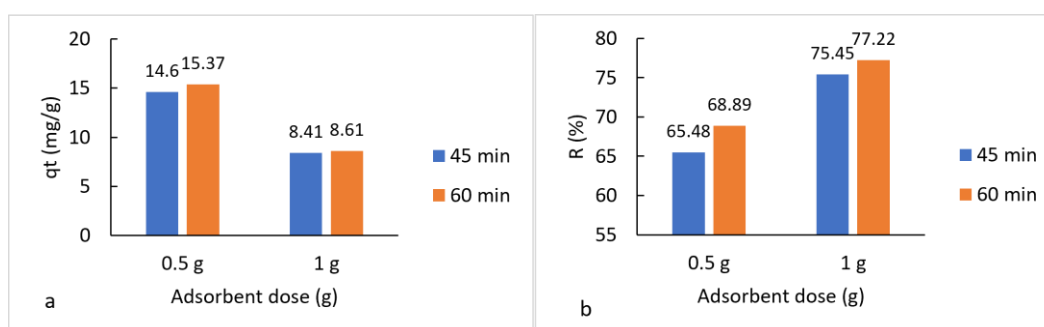 20
15
10
5
0
qt (mg/g)
14.6
15.37
8.41
8.61
0.5 g
1 g
Adsorbent dose (g)
45 min
60 min
a
80
75
70
65
60
55
R (%)
65.48
68.89
75.45
77.22
0.5 g
1 g
Adsorbent dose (g)
45 min
60 min
b